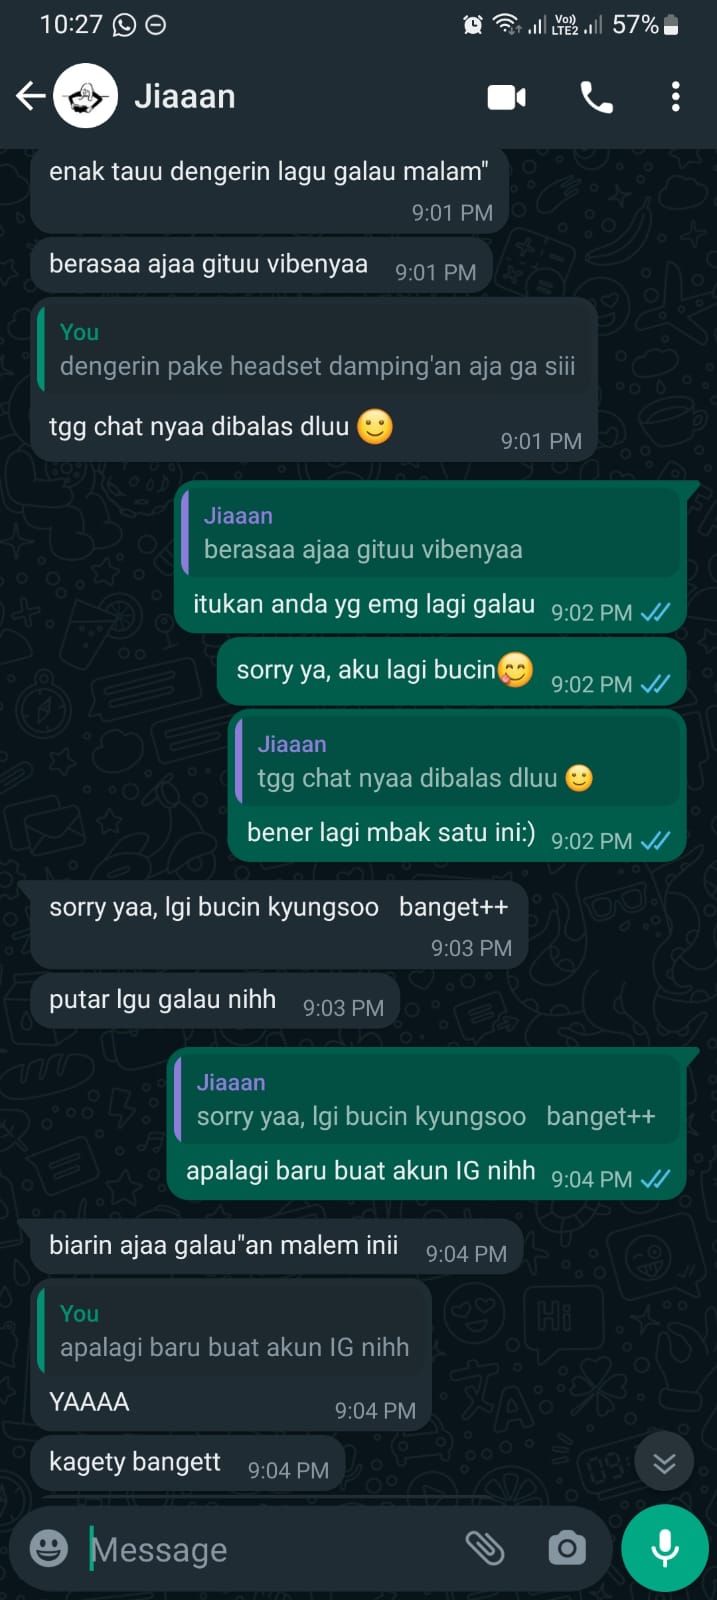 10:27
Vo)) LTE2 57%
Jiaaan
enak tauu dengerin lagu galau malam"
9:01 PM
berasaa ajaa gituu vibenyaa 9:01 PM
You
dengerin pake headset damping'an aja ga siii
tgg chat nyaa dibalas dluu 🙂 9:01 PM
Jiaaan
berasaa ajaa gituu vibenyaa
itukan anda yg emg lagi galau 9:02 PM
sorry ya, aku lagi bucin😋 9:02 PM
Jiaaan
tgg chat nyaa dibalas dluu 🙂
bener lagi mbak satu ini:) 9:02 PM
sorry yaa, lgi bucin kyungsoo banget++
9:03 PM
putar lgu galau nihh 9:03 PM
Jiaaan
sorry yaa, lgi bucin kyungsoo banget++
apalagi baru buat akun IG nihh 9:04 PM
biarin ajaa galau"an malem inii 9:04 PM
You
apalagi baru buat akun IG nihh
YAAAA 9:04 PM
kagety bangett 9:04 PM
Message